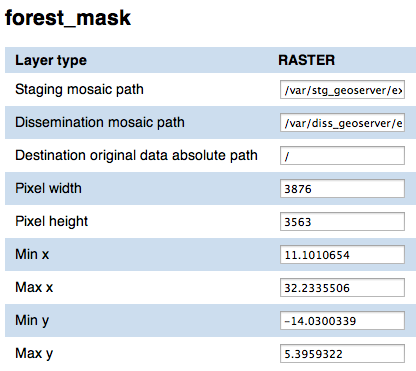 forest_mask
Layer type RASTER
Staging mosaic path /var/stg_geoserver/ex
Dissemination mosaic path /var/diss_geoserver/e
Destination original data absolute path /
Pixel width 3876
Pixel height 3563
Min x 11.1010654
Max x 32.2335506
Min y -14.0300339
Max y 5.3959322